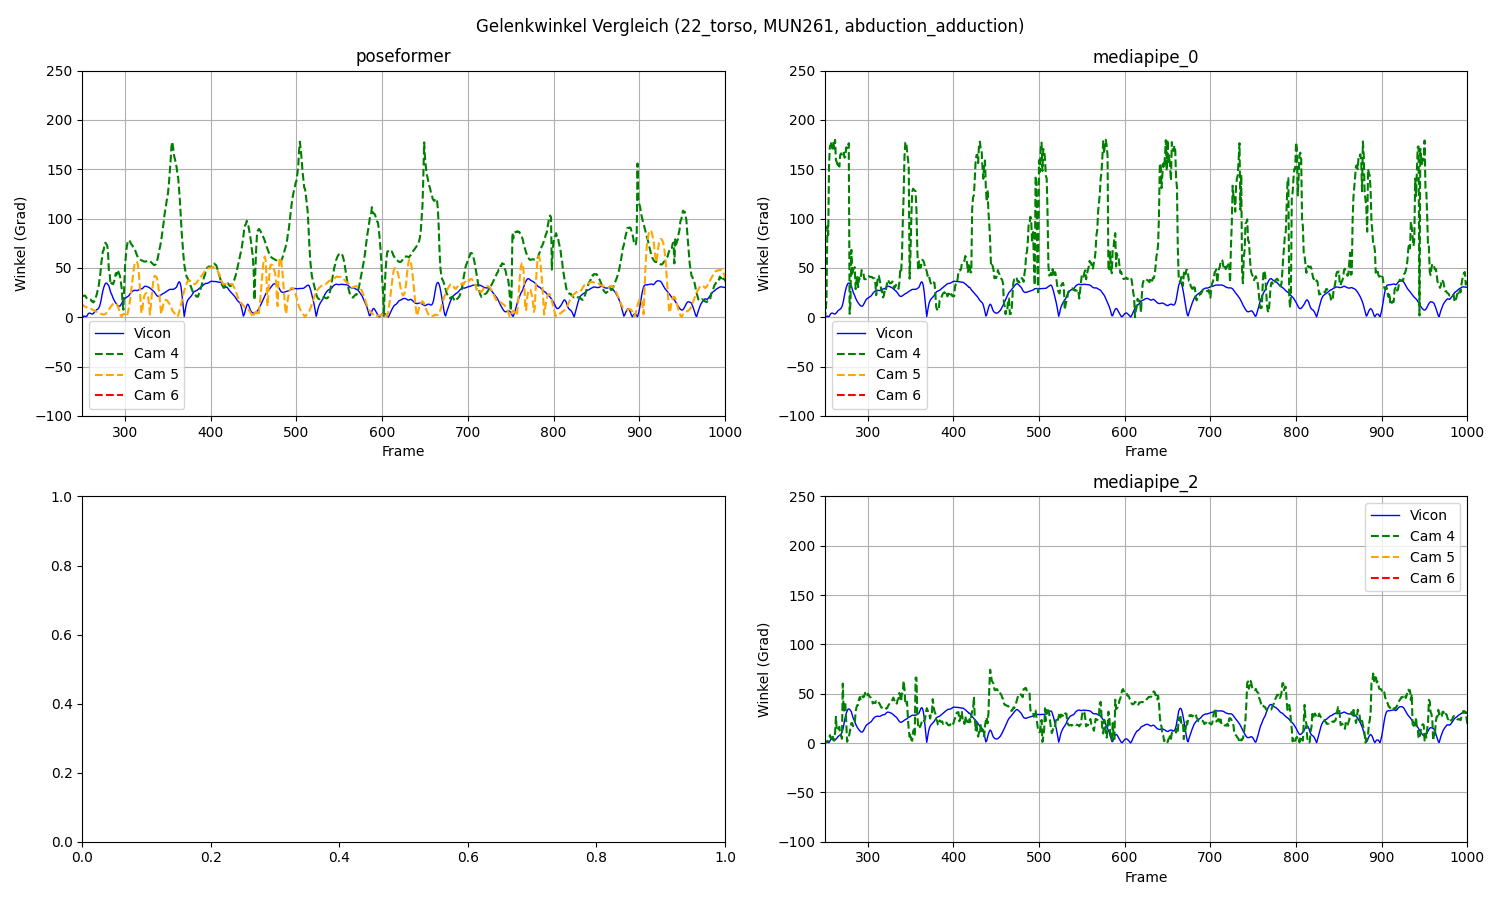 Gelenkwinkel Vergleich (22_torso, MUN261, abduction_adduction)
poseformer
250
200
150
100
50
0
−50
−100
Winkel (Grad)
Vicon
Cam 4
Cam 5
Cam 6
300 400 500 600 700 800 900 1000
Frame
mediapipe_0
250
200
150
100
50
0
−50
−100
Winkel (Grad)
Vicon
Cam 4
Cam 5
Cam 6
300 400 500 600 700 800 900 1000
Frame
1.0
0.8
0.6
0.4
0.2
0.0
0.0 0.2 0.4 0.6 0.8 1.0
mediapipe_2
250
200
150
100
50
0
−50
−100
Winkel (Grad)
Vicon
Cam 4
Cam 5
Cam 6
300 400 500 600 700 800 900 1000
Frame